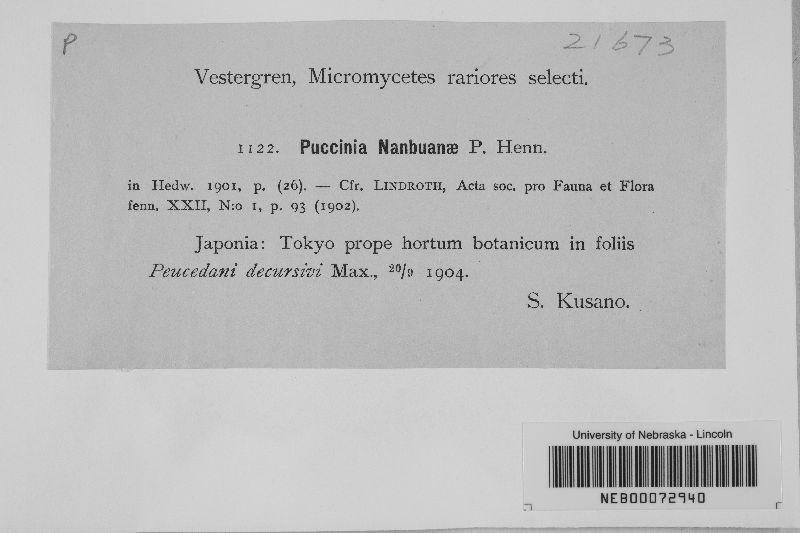 P
21673
Vestergren, Micromycetes rariores selecti.
1122. Puccinia Nanbuanæ P. Henn.
in Hedw. 1901, p. (26). — Cfr. LINDROTH, Acta soc. pro Fauna et Flora
fenn. XXII, N:o 1, p. 93 (1902).
Japonia: Tokyo prope hortum botanicum in foliis
Peucedani decursivi Max., 20/9 1904.
S. Kusano.
University of Nebraska - Lincoln
NEB00072940